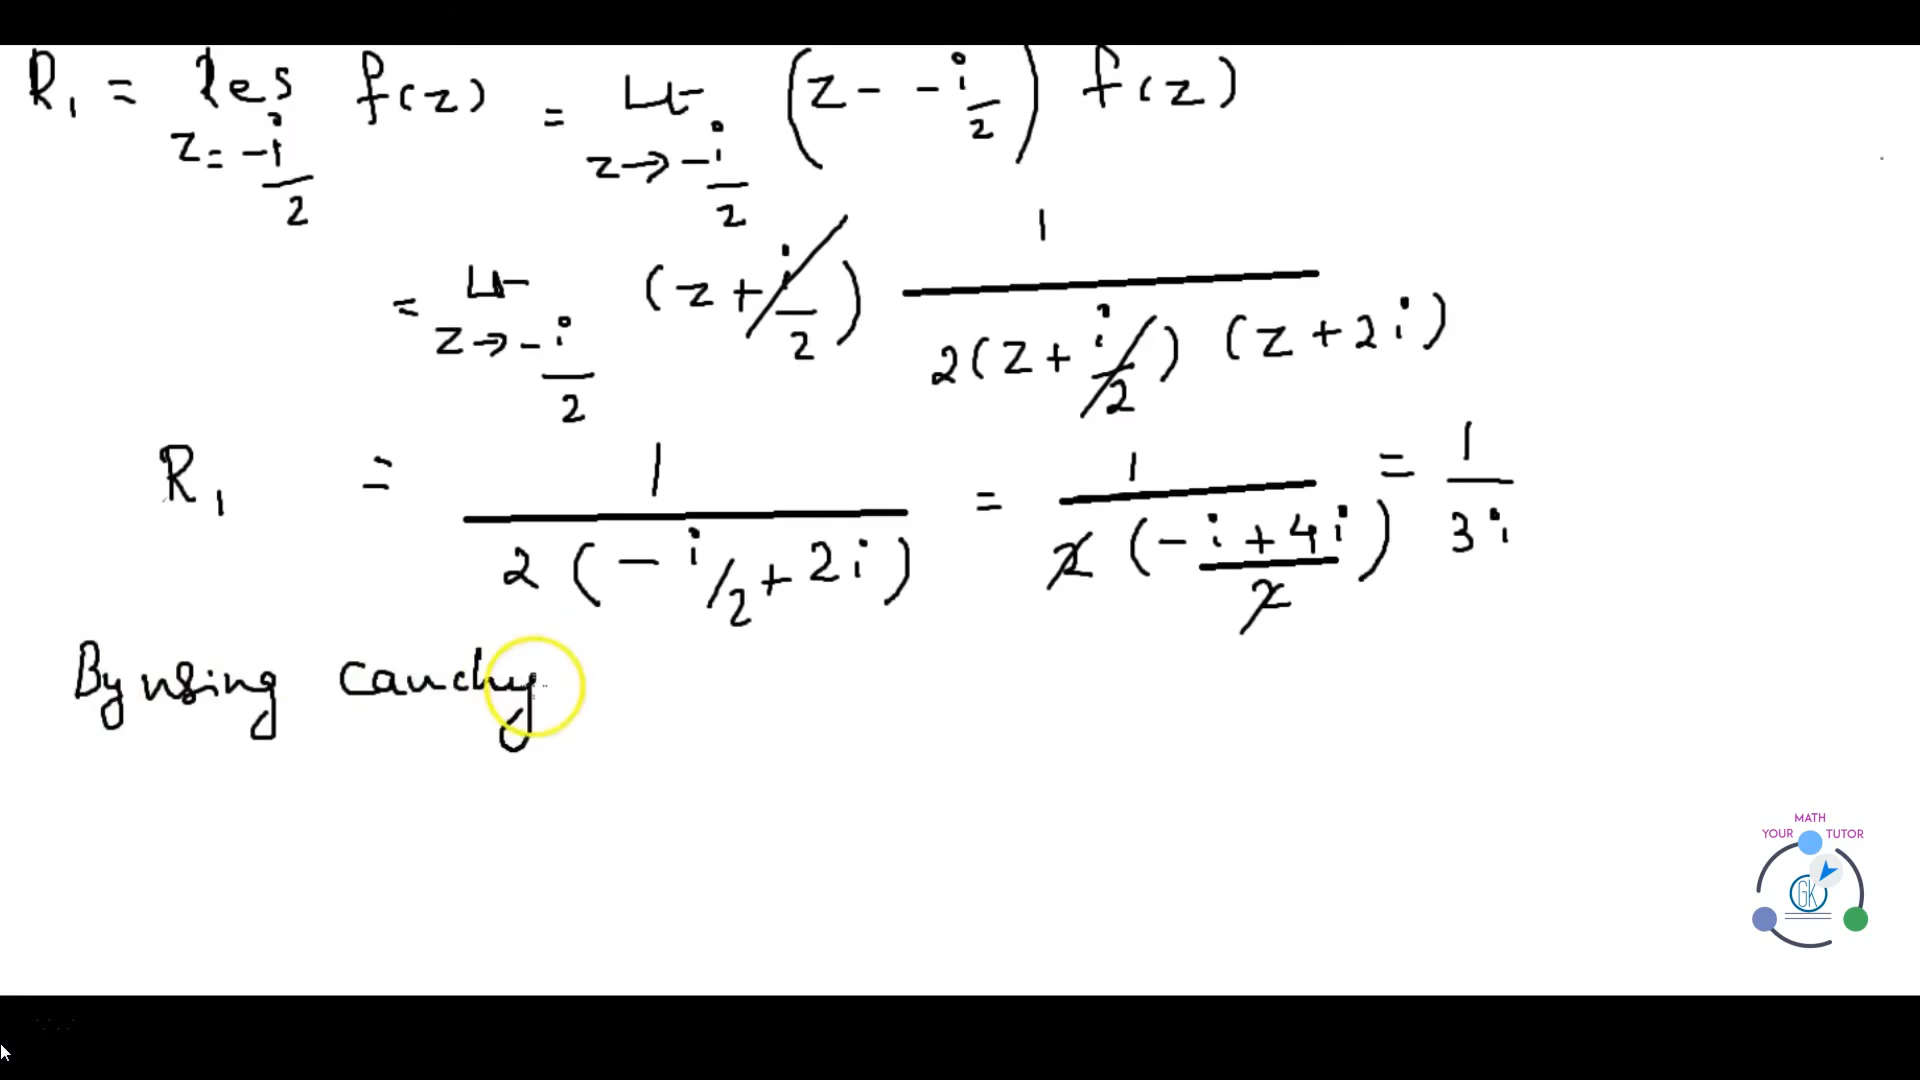 R₁ = Res f(z) = Lt (z - -i/2) f(z)
z = -i/2 z → -i/2
= Lt (z + i/2) 1/(2(z + i/2)(z + 2i))
z → -i/2
R₁ = 1/(2(-i/2 + 2i)) = 1/(2((-i + 4i)/2)) = 1/(3i)
By using cauchy
MATH
YOUR TUTOR
GK